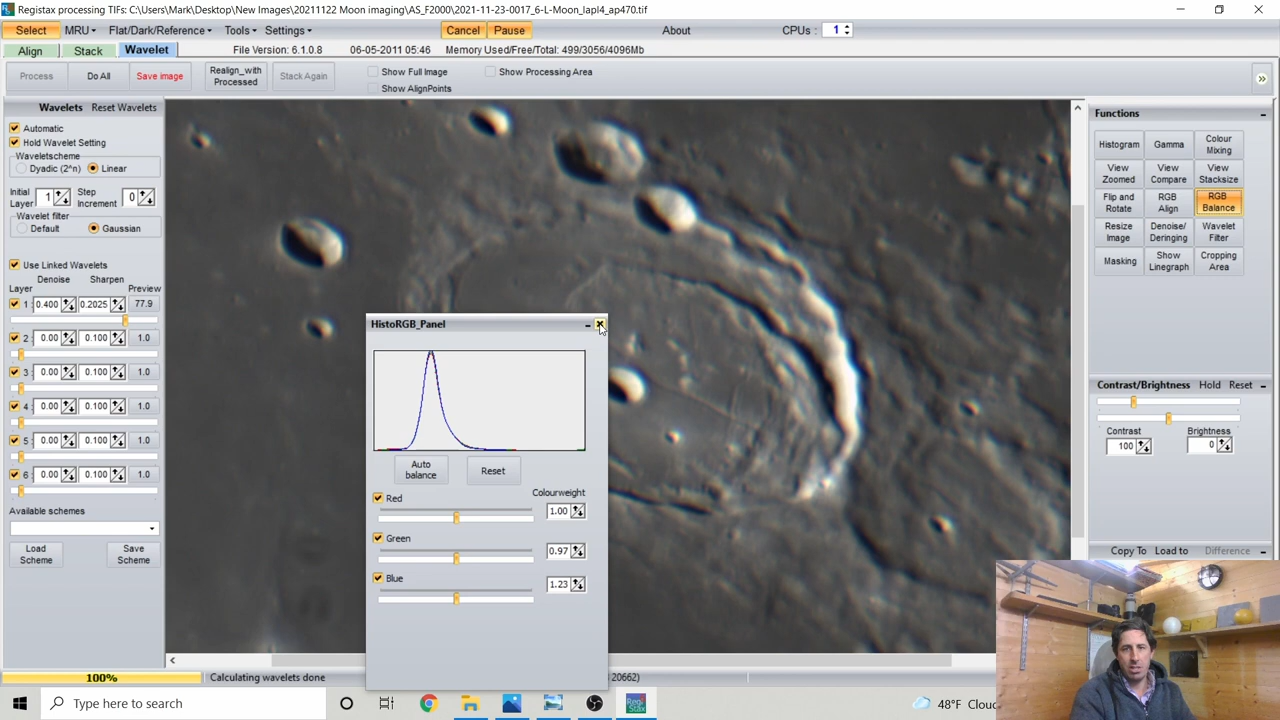 Registax processing TIFs: C:\Users\Mark\Desktop\New Images\20211122 Moon imaging\AS_F2000\2021-11-23-0017_6-L-Moon_lapl4_ap470.tif
Select MRU Flat/Dark/Reference Tools Settings Cancel Pause About CPUs : 1
Align Stack Wavelet File Version: 6.1.0.8 06-05-2011 05:46 Memory Used/Free/Total: 499/3056/4096Mb
Process Do All Save image Realign_with Processed Stack Again
Show Full Image Show Processing Area
Show AlignPoints
Wavelets Reset Wavelets
Automatic
Hold Wavelet Setting
Waveletscheme
Dyadic (2^n) Linear
Initial Layer 1 Step Increment 0
Wavelet filter
Default Gaussian
Use Linked Wavelets
Denoise Sharpen
Layer Preview
1 : 0.400 0.2025 77.9
2 : 0.00 0.100 1.0
3 : 0.00 0.100 1.0
4 : 0.00 0.100 1.0
5 : 0.00 0.100 1.0
6 : 0.00 0.100 1.0
Available schemes
Load Scheme Save Scheme
HistoRGB_Panel
Auto balance Reset
Colourweight
Red 1.00
Green 0.97
Blue 1.23
Functions
Histogram Gamma Colour Mixing
View Zoomed View Compare View Stacksize
Flip and Rotate RGB Align RGB Balance
Resize Image Denoise/ Deringing Wavelet Filter
Masking Show Linegraph Cropping Area
Contrast/Brightness Hold Reset
Contrast Brightness
100 0
Copy To Load to Difference
100% Calculating wavelets done 20662)
Type here to search
48°F